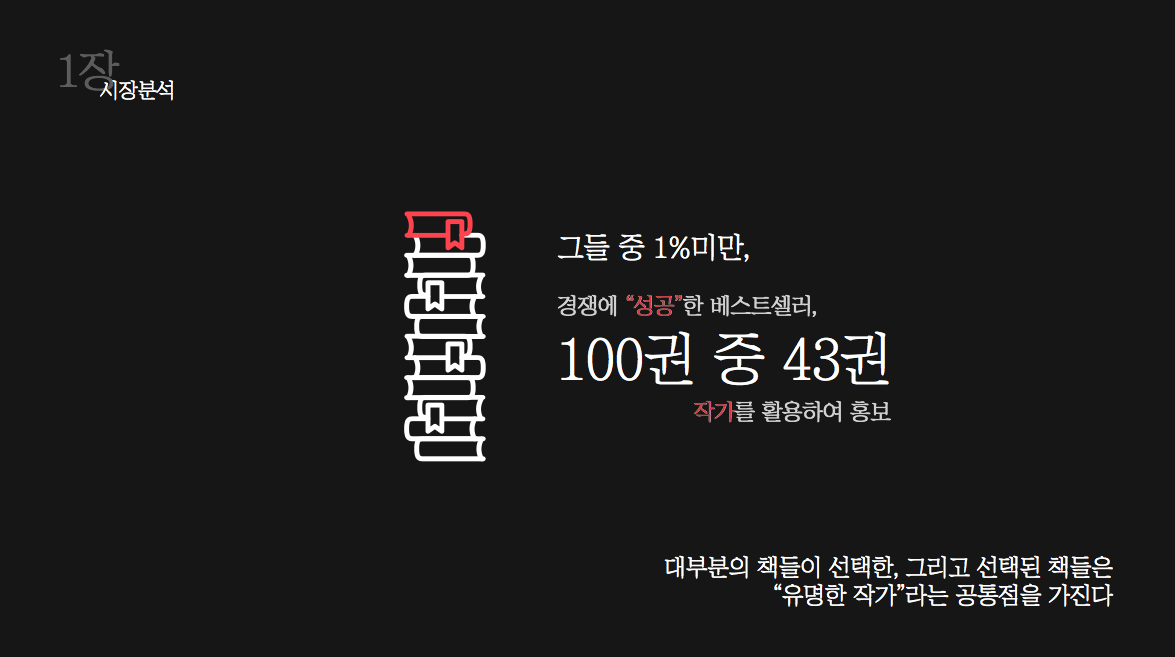 1장
시장분석
그들 중 1%미만,
경쟁에 “성공”한 베스트셀러,
100권 중 43권
작가를 활용하여 홍보
대부분의 책들이 선택한, 그리고 선택된 책들은
“유명한 작가”라는 공통점을 가진다